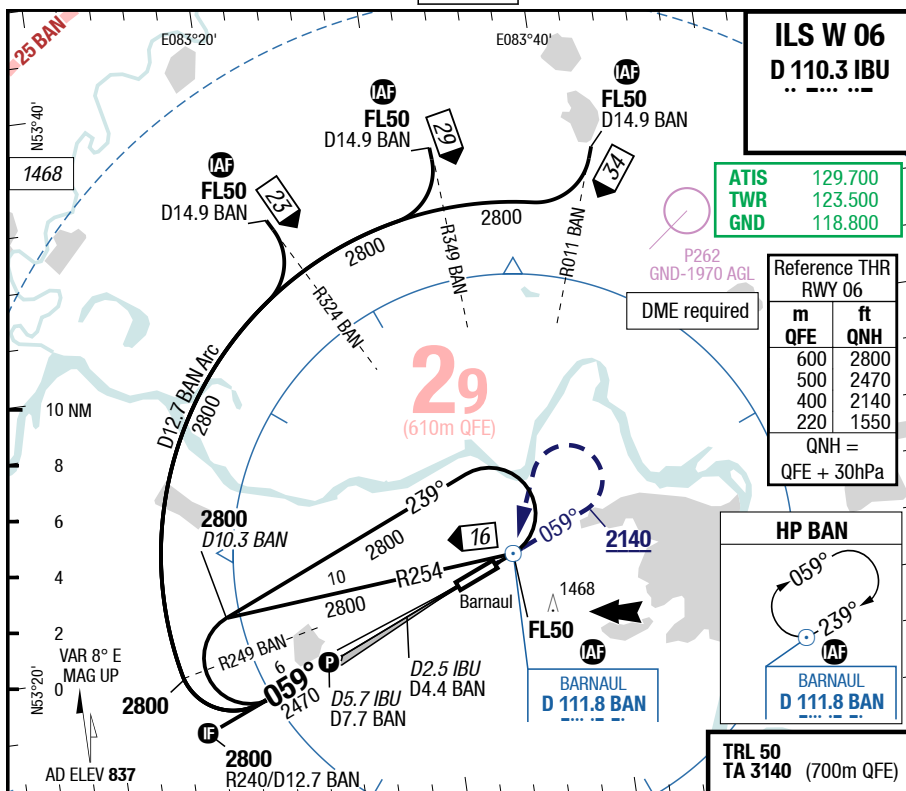 ILS W 06
D 110.3 IBU
25 BAN
E083°20'
E083°40'
N53°40'
1468
IAF
FL50
D14.9 BAN
23
IAF
FL50
D14.9 BAN
29
IAF
FL50
D14.9 BAN
34
ATIS 129.700
TWR 123.500
GND 118.800
P262
GND-1970 AGL
DME required
Reference THR
RWY 06
m ft
QFE QNH
600 2800
500 2470
400 2140
220 1550
QNH =
QFE + 30hPa
2800
2800
R324 BAN
R349 BAN
R011 BAN
D12.7 BAN Arc
2800
29
(610m QFE)
10 NM
8
6
4
2
0
N53°20'
2800
D10.3 BAN
239°
2800
10
R254
2800
16
059°
2140
Barnaul
1468
FL50
IAF
BARNAUL
D 111.8 BAN
HP BAN
059°
239°
IAF
BARNAUL
D 111.8 BAN
R249 BAN
6
059°
2470
P
D2.5 IBU
D4.4 BAN
D5.7 IBU
D7.7 BAN
2800
IF
2800
R240/D12.7 BAN
VAR 8° E
MAG UP
AD ELEV 837
TRL 50
TA 3140 (700m QFE)